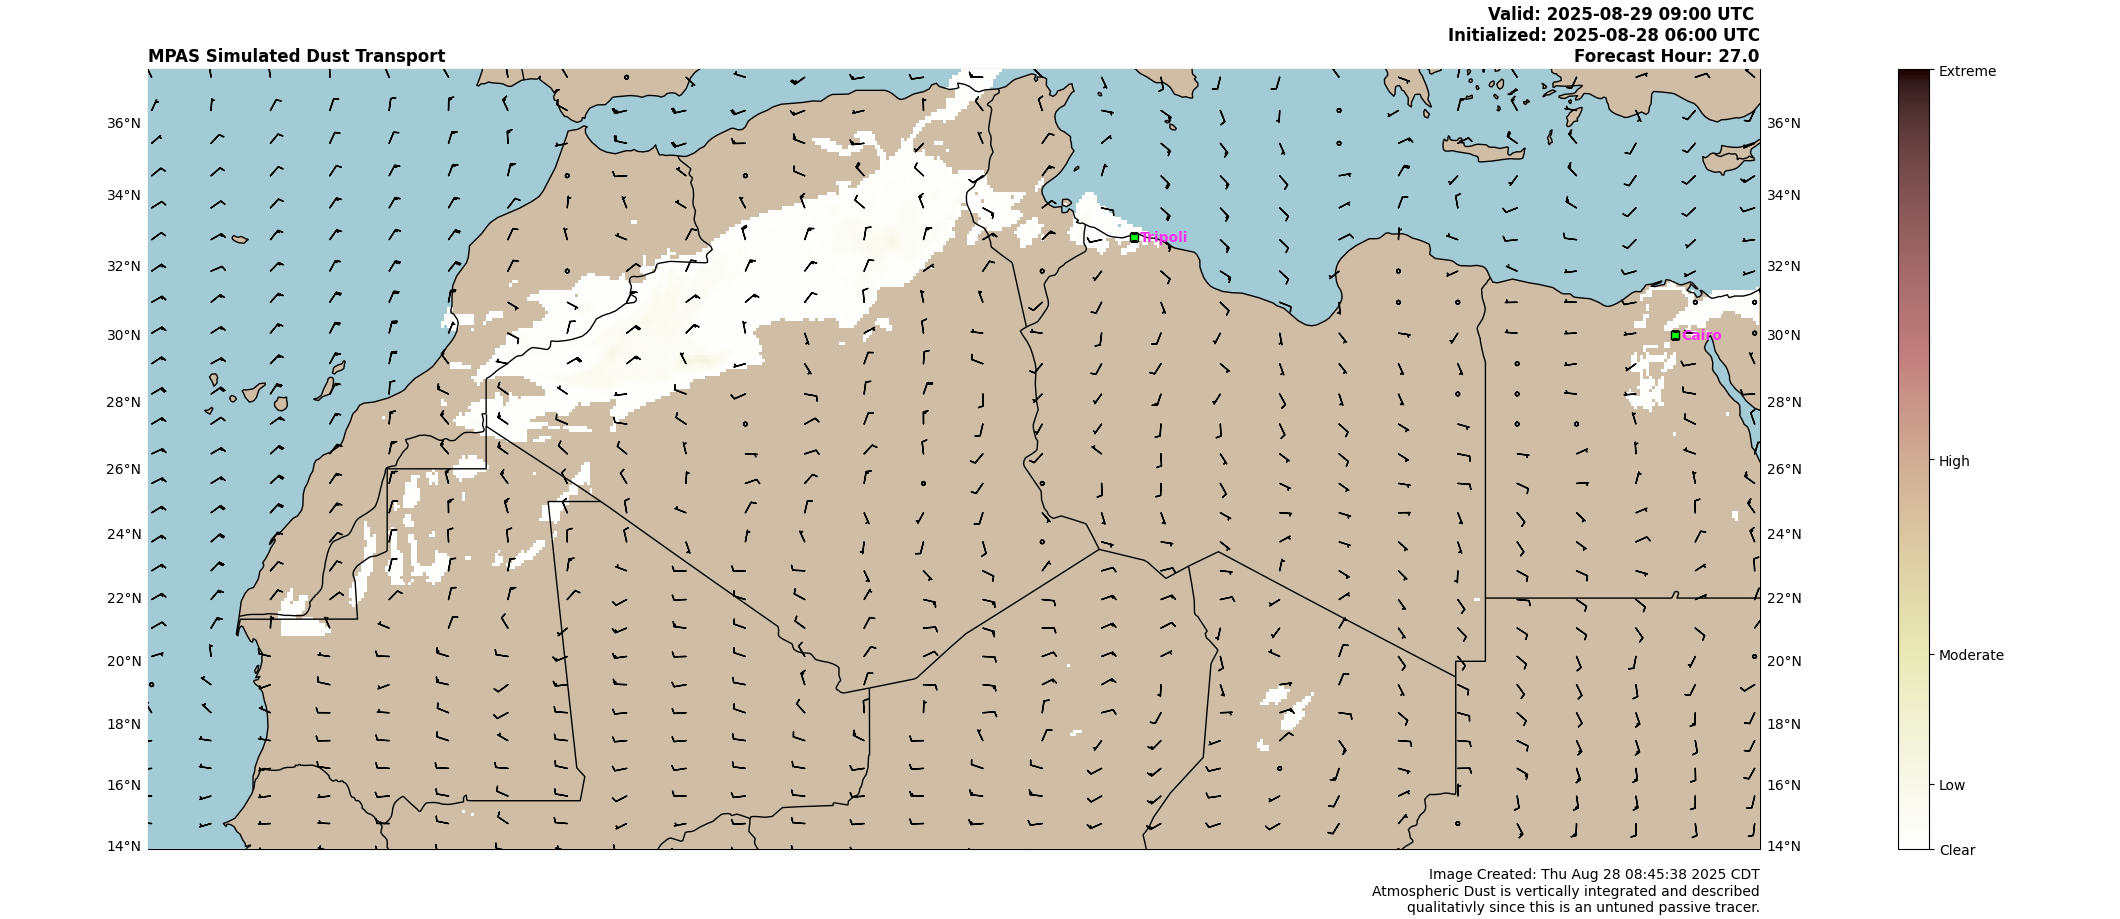 Valid: 2025-08-29 09:00 UTC
Initialized: 2025-08-28 06:00 UTC
MPAS Simulated Dust Transport
Forecast Hour: 27.0
Extreme
36°N
36°N
34°N
34°N
Tripoli
32°N
32°N
30°N
Cairo
30°N
28°N
28°N
High
26°N
26°N
24°N
24°N
22°N
22°N
Moderate
20°N
20°N
18°N
18°N
Low
16°N
16°N
14°N
14°N
Clear
Image Created: Thu Aug 28 08:45:38 2025 CDT
Atmospheric Dust is vertically integrated and described
qualitativly since this is an untuned passive tracer.